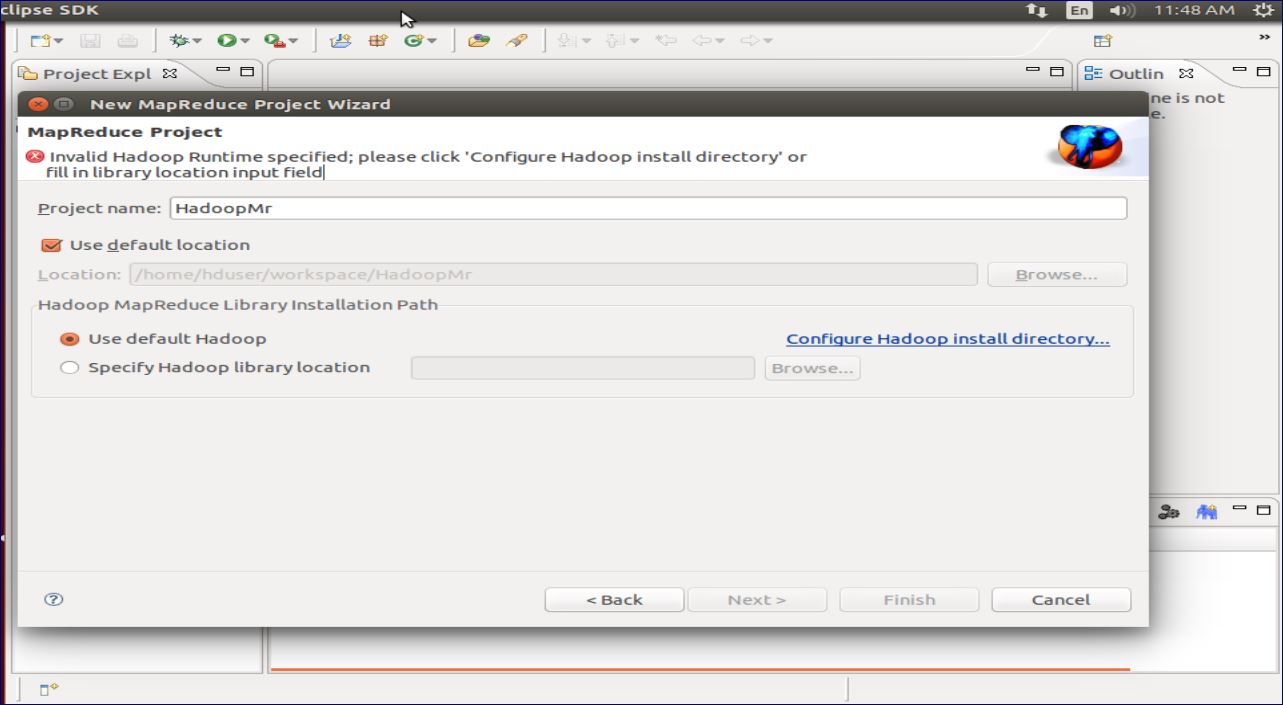 clipse SDK
En
11:48 AM
Project Expl
Outlin
ne is not
e.
New MapReduce Project Wizard
MapReduce Project
Invalid Hadoop Runtime specified; please click 'Configure Hadoop install directory' or
fill in library location input field
Project name: HadoopMr
Use default location
Location: /home/hduser/workspace/HadoopMr Browse...
Hadoop MapReduce Library Installation Path
Use default Hadoop Configure Hadoop install directory...
Specify Hadoop library location Browse...
< Back Next > Finish Cancel